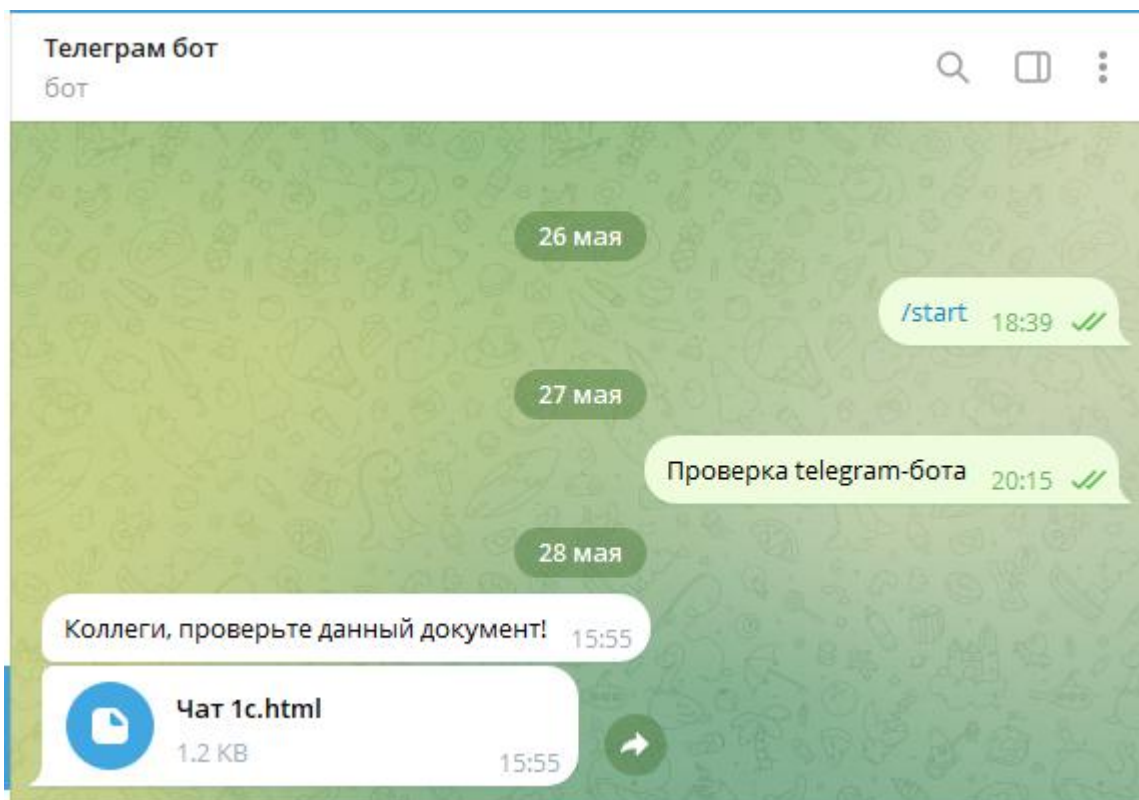 Телеграм бот
бот
26 мая
/start 18:39
27 мая
Проверка telegram-бота 20:15
28 мая
Коллеги, проверьте данный документ! 15:55
Чат 1с.html
1.2 KB 15:55